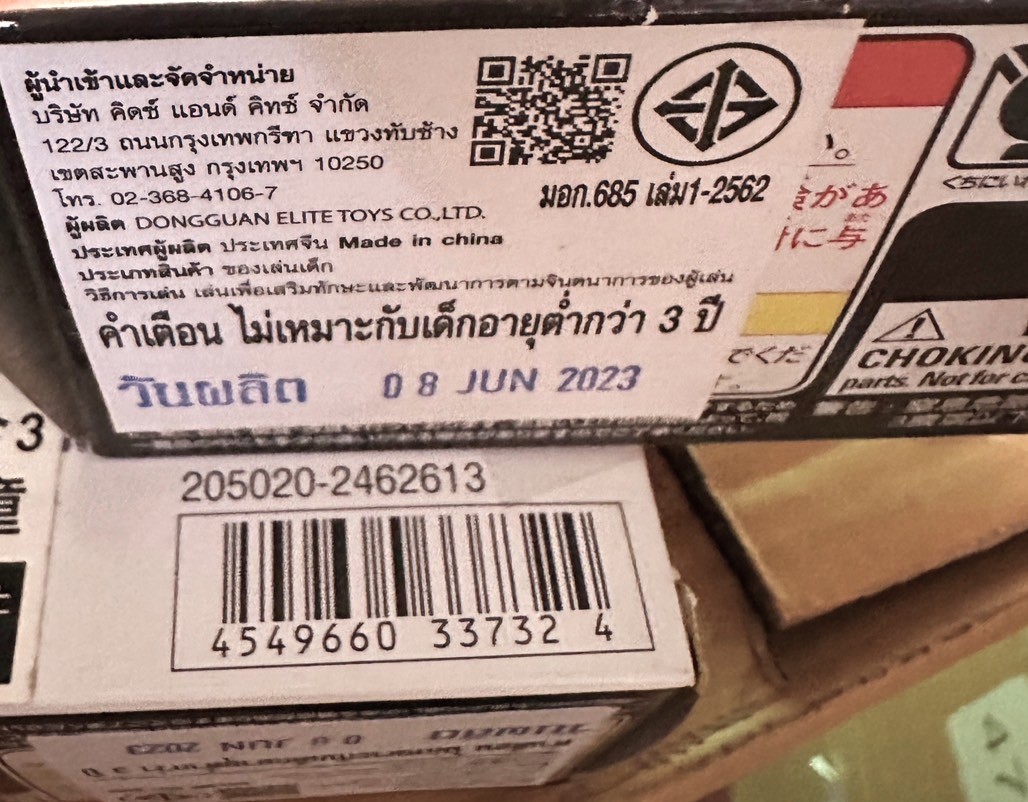 ผู้นำเข้าและจัดจำหน่าย
บริษัท คิดซ์ แอนด์ คิทซ์ จำกัด
122/3 ถนนกรุงเทพกรีฑา แขวงทับช้าง
เขตสะพานสูง กรุงเทพฯ 10250
โทร. 02-368-4106-7
ผู้ผลิต DONGGUAN ELITE TOYS CO.,LTD.
ประเทศผู้ผลิต ประเทศจีน Made in china
ประเภทสินค้า ของเล่นเด็ก
วิธีการเล่น เล่นเพื่อเสริมทักษะและพัฒนาการตามจินตนาการของผู้เล่น
คำเตือน ไม่เหมาะกับเด็กอายุต่ำกว่า 3 ปี
วันผลิต 08 JUN 2023
มอก.685 เล่ม1-2562
があ
に与
でくだ
CHOKIN
parts. Not for c
3
205020-2462613
4549660 33732 4